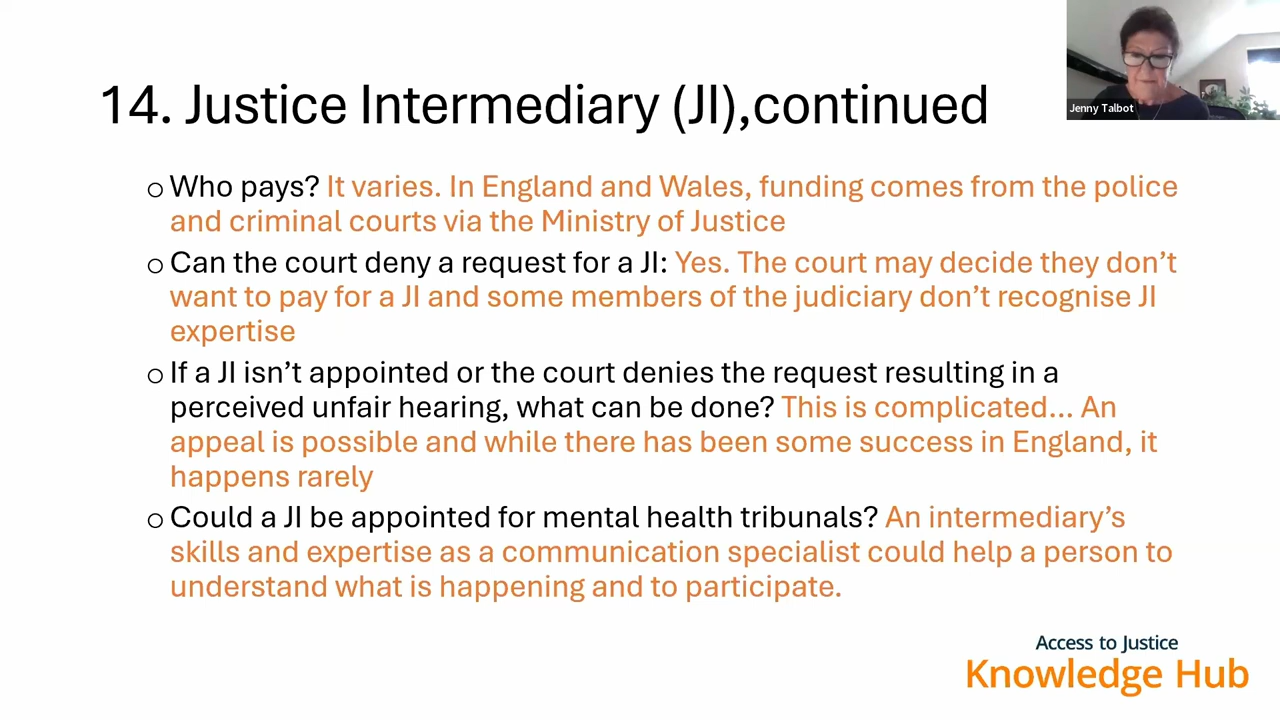 Jenny Talbot
14. Justice Intermediary (JI),continued
o Who pays? It varies. In England and Wales, funding comes from the police
and criminal courts via the Ministry of Justice
o Can the court deny a request for a JI: Yes. The court may decide they don’t
want to pay for a JI and some members of the judiciary don’t recognise JI
expertise
o If a JI isn’t appointed or the court denies the request resulting in a
perceived unfair hearing, what can be done? This is complicated... An
appeal is possible and while there has been some success in England, it
happens rarely
o Could a JI be appointed for mental health tribunals? An intermediary’s
skills and expertise as a communication specialist could help a person to
understand what is happening and to participate.
Access to Justice
Knowledge Hub